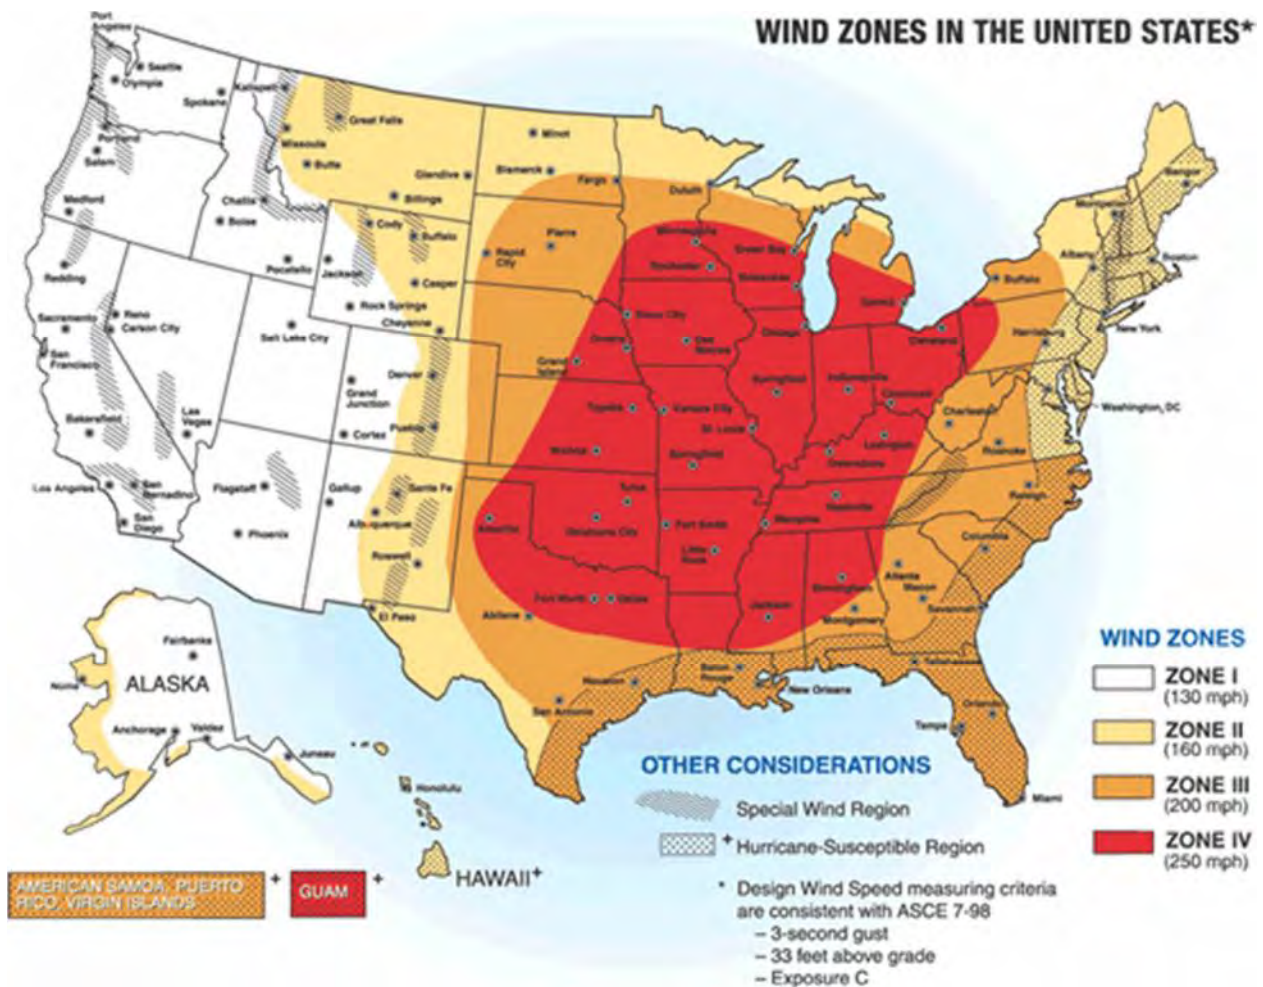 WIND ZONES IN THE UNITED STATES*
Port
Angeles
Seattle
Olympia
Spokane
Kalispell
Portland
Salem
Medford
Missoula
Great Falls
Butte
Glendive
Billings
Challis
Boise
Pocatello
Cody
Buffalo
Jackson
Casper
Rock Springs
Cheyenne
Minot
Bismarck
Fargo
Duluth
Pierre
Rapid
City
Minneapolis
Rochester
Green Bay
Milwaukee
Bangor
Montpelier
Albany
Boston
Buffalo
New York
Harrisburg
Washington, DC
Redding
Sacramento
Reno
Carson City
San
Francisco
Salt Lake City
Grand
Junction
Denver
Pueblo
Cortez
Bakersfield
Las
Vegas
Los Angeles
San
Bernadino
San
Diego
Flagstaff
Phoenix
Gallup
Santa Fe
Albuquerque
Roswell
El Paso
Sioux City
Omaha
Des
Moines
Grand
Island
Chicago
Detroit
Cleveland
Springfield
Indianapolis
Cincinnati
Topeka
Kansas City
St. Louis
Wichita
Springfield
Lexington
Charleston
Roanoke
Raleigh
Tulsa
Oklahoma City
Amarillo
Fort Smith
Little
Rock
Memphis
Nashville
Columbia
Atlanta
Macon
Savannah
Birmingham
Montgomery
Jackson
Fort Worth
Dallas
Abilene
Houston
San Antonio
Baton
Rouge
New Orleans
Tallahassee
Orlando
Tampa
Miami
Fairbanks
Nome
ALASKA
Anchorage
Valdez
Juneau
Honolulu
HAWAII+
AMERICAN SAMOA, PUERTO
RICO, VIRGIN ISLANDS
+
GUAM
+
OTHER CONSIDERATIONS
Special Wind Region
+ Hurricane-Susceptible Region
* Design Wind Speed measuring criteria
are consistent with ASCE 7-98
– 3-second gust
– 33 feet above grade
– Exposure C
WIND ZONES
ZONE I
(130 mph)
ZONE II
(160 mph)
ZONE III
(200 mph)
ZONE IV
(250 mph)